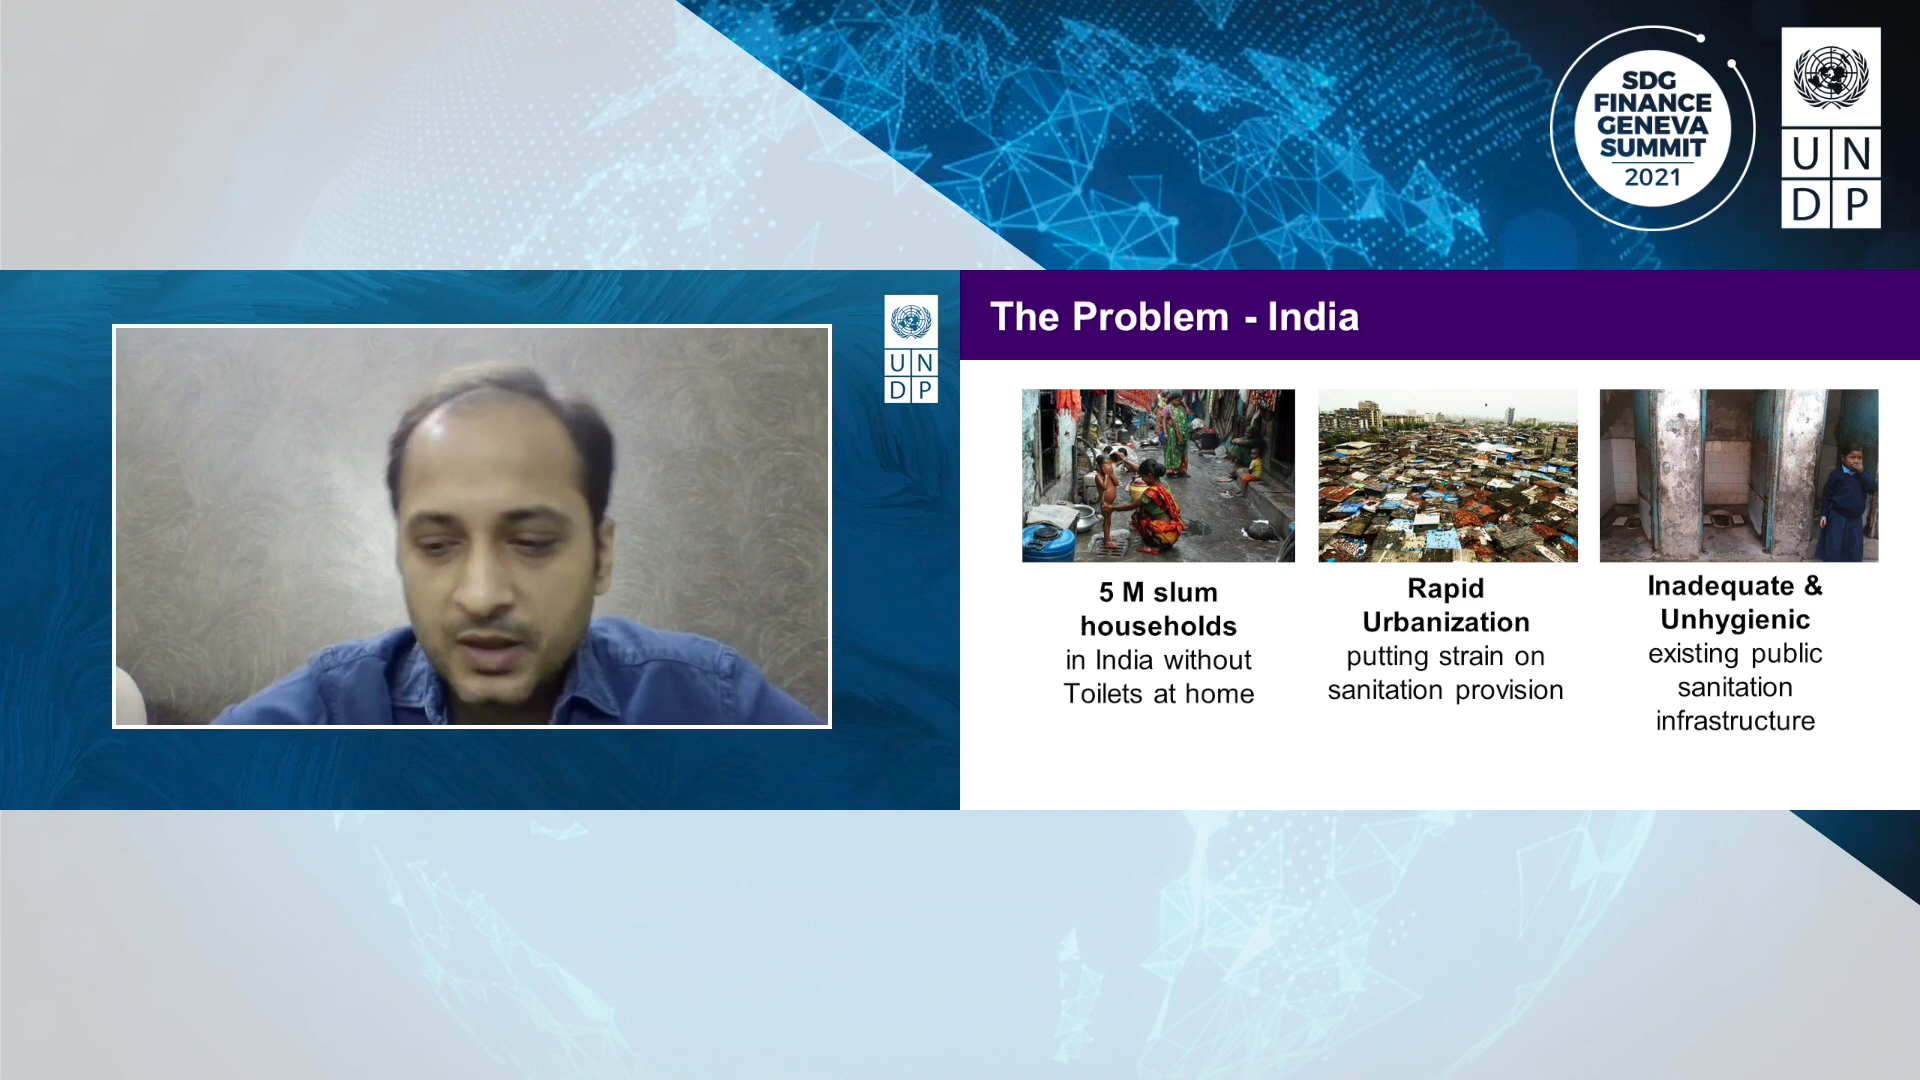 SDG
FINANCE
GENEVA
SUMMIT
2021
U N
D P
U N
D P
The Problem - India
5 M slum
households
in India without
Toilets at home
Rapid
Urbanization
putting strain on
sanitation provision
Inadequate &
Unhygienic
existing public
sanitation
infrastructure